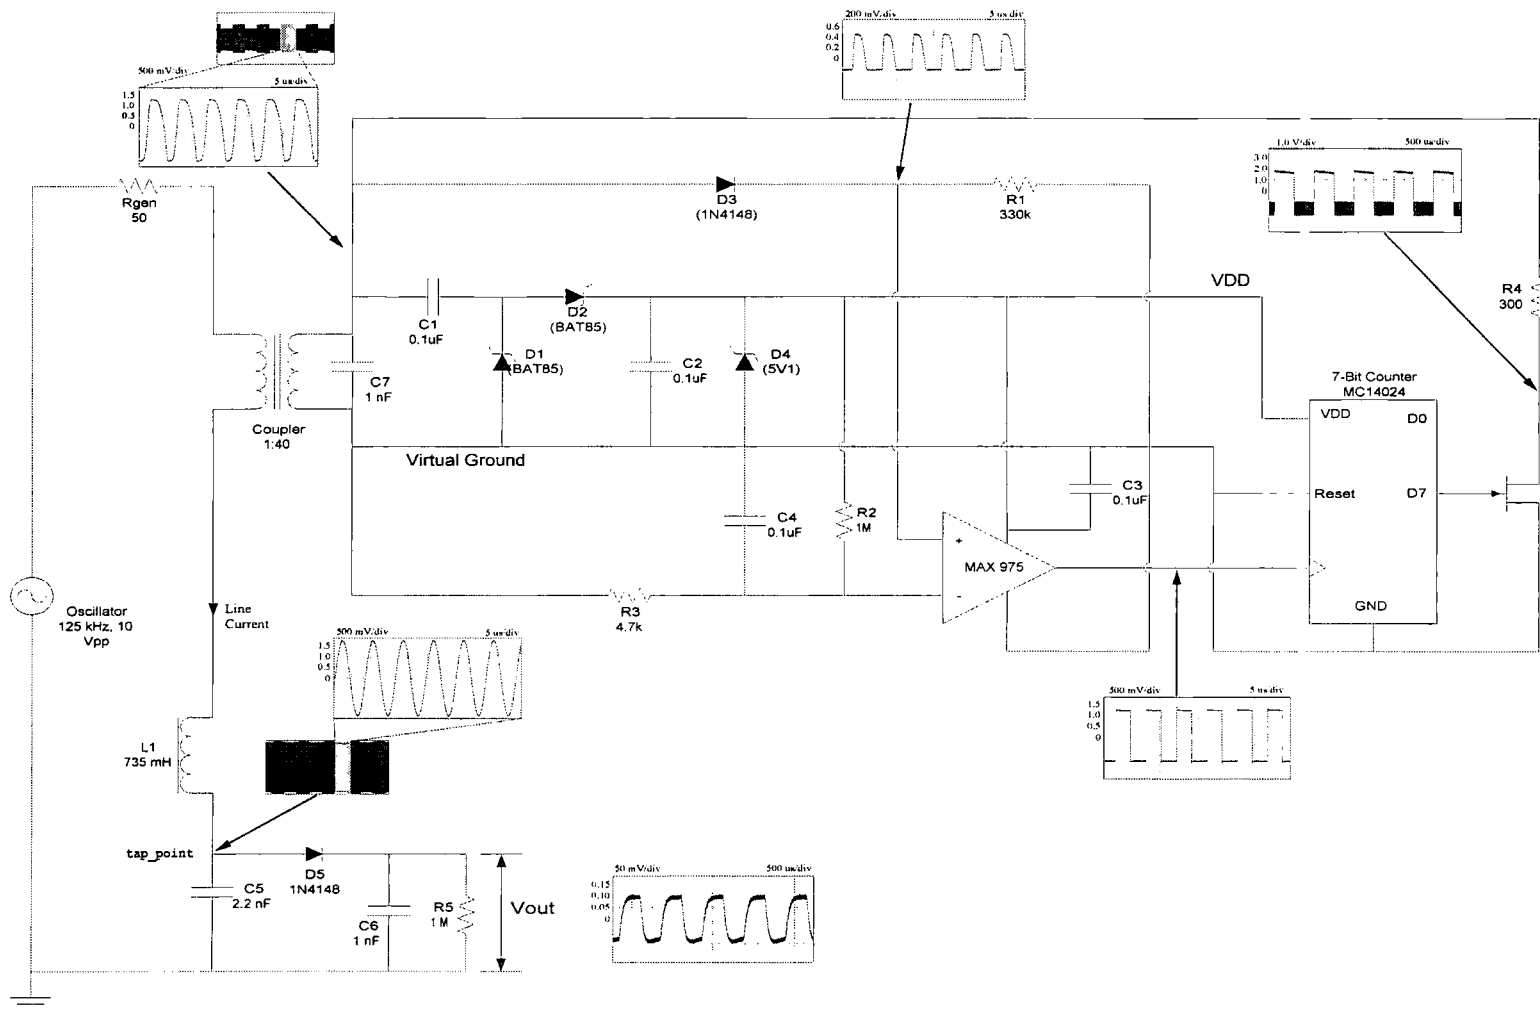 200 mV/div 5 us/div
0.6
0.4
0.2
0
500 mV/div 5 us/div
1.5
1.0
0.5
0
1.0 V/div 500 us/div
3.0
2.0
1.0
0
Rgen
50
D3
(1N4148)
R1
330k
VDD
R4
300
C1
0.1uF
D2
(BAT85)
D1
(BAT85)
C2
0.1uF
D4
(5V1)
C7
1 nF
7-Bit Counter
MC14024
VDD D0
Reset D7
GND
Coupler
1:40
Virtual Ground
C3
0.1uF
C4
0.1uF
R2
1M
+
MAX 975
-
R3
4.7k
Oscillator
125 kHz, 10
Vpp
Line
Current
500 mV/div 5 us/div
1.5
1.0
0.5
0
500 mV/div 5 us/div
1.5
1.0
0.5
0
L1
735 mH
tap_point
D5
1N4148
C5
2.2 nF
C6
1 nF
R5
1 M
Vout
50 mV/div 500 us/div
0.15
0.10
0.05
0